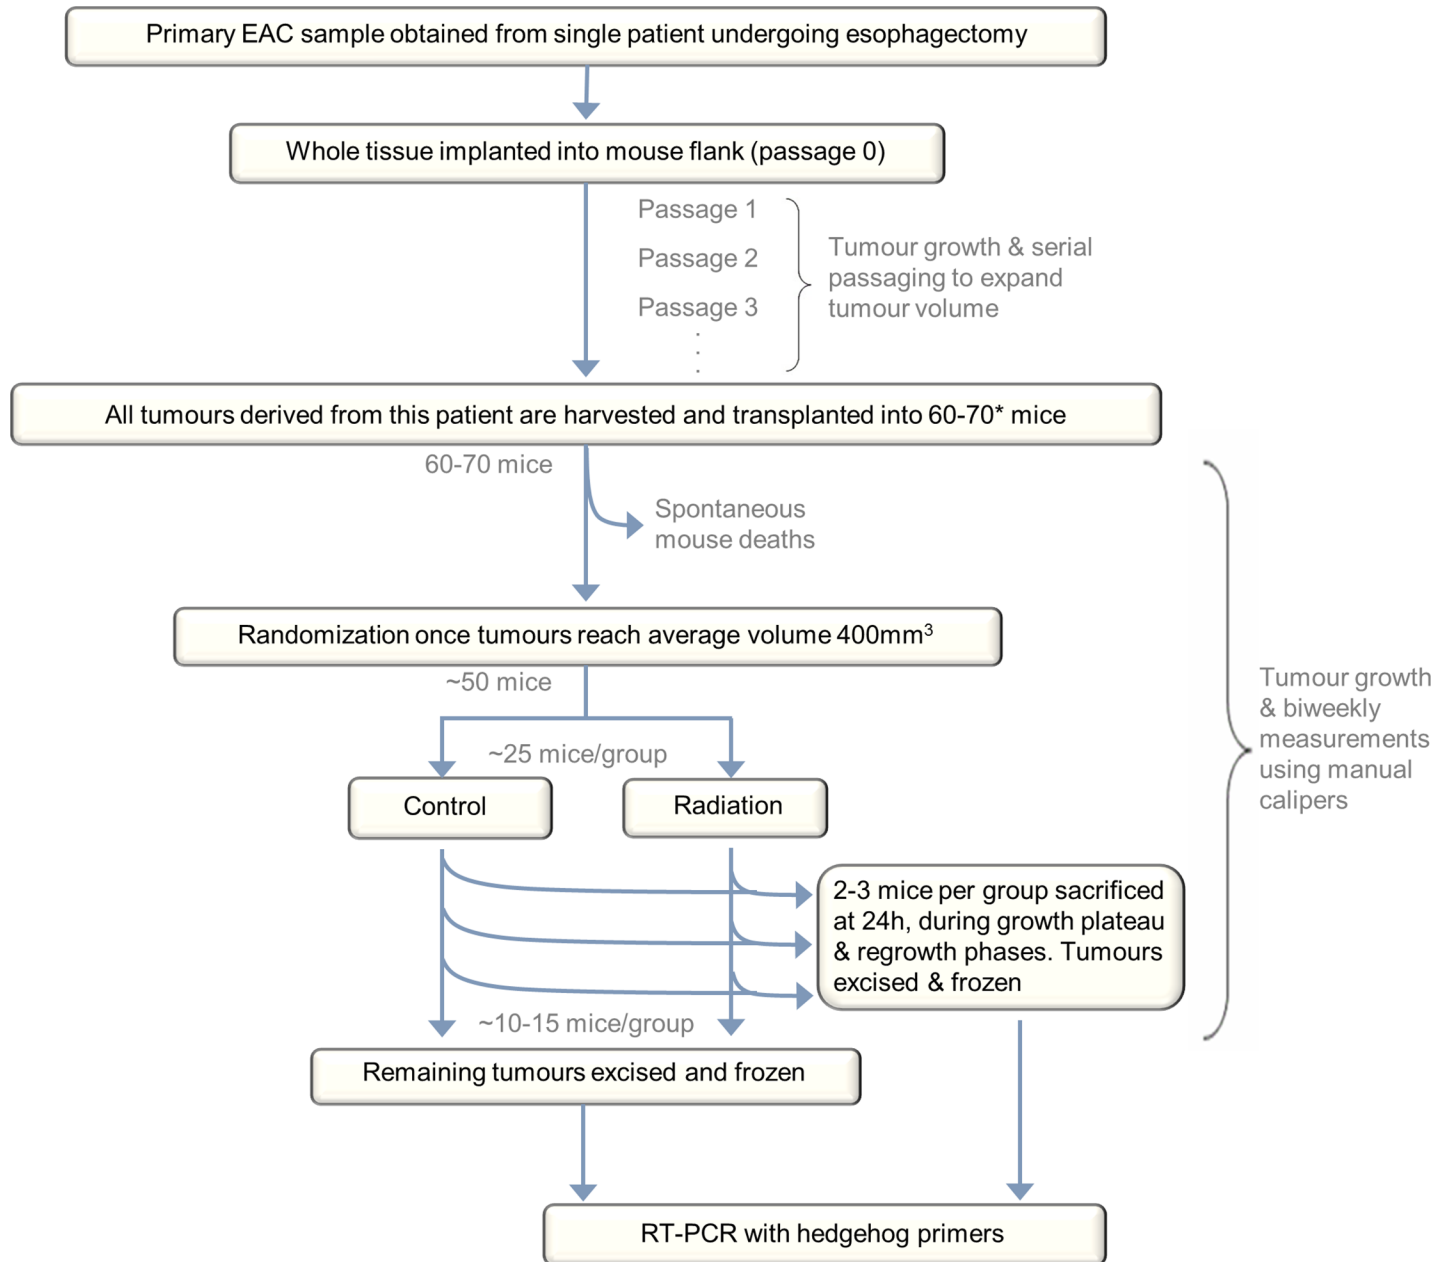 Primary EAC sample obtained from single patient undergoing esophagectomy
Whole tissue implanted into mouse flank (passage 0)
Passage 1
Passage 2
Passage 3
Tumour growth & serial
passaging to expand
tumour volume
All tumours derived from this patient are harvested and transplanted into 60-70* mice
60-70 mice
Spontaneous
mouse deaths
Randomization once tumours reach average volume 400mm³
~50 mice
~25 mice/group
Control
Radiation
Tumour growth
& biweekly
measurements
using manual
calipers
2-3 mice per group sacrificed
at 24h, during growth plateau
& regrowth phases. Tumours
excised & frozen
~10-15 mice/group
Remaining tumours excised and frozen
RT-PCR with hedgehog primers